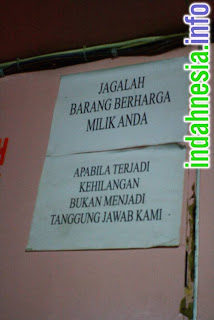 JAGALAH
BARANG BERHARGA
MILIK ANDA
APABILA TERJADI
KEHILANGAN
BUKAN MENJADI
TANGGUNG JAWAB KAMI
indahnesia.info